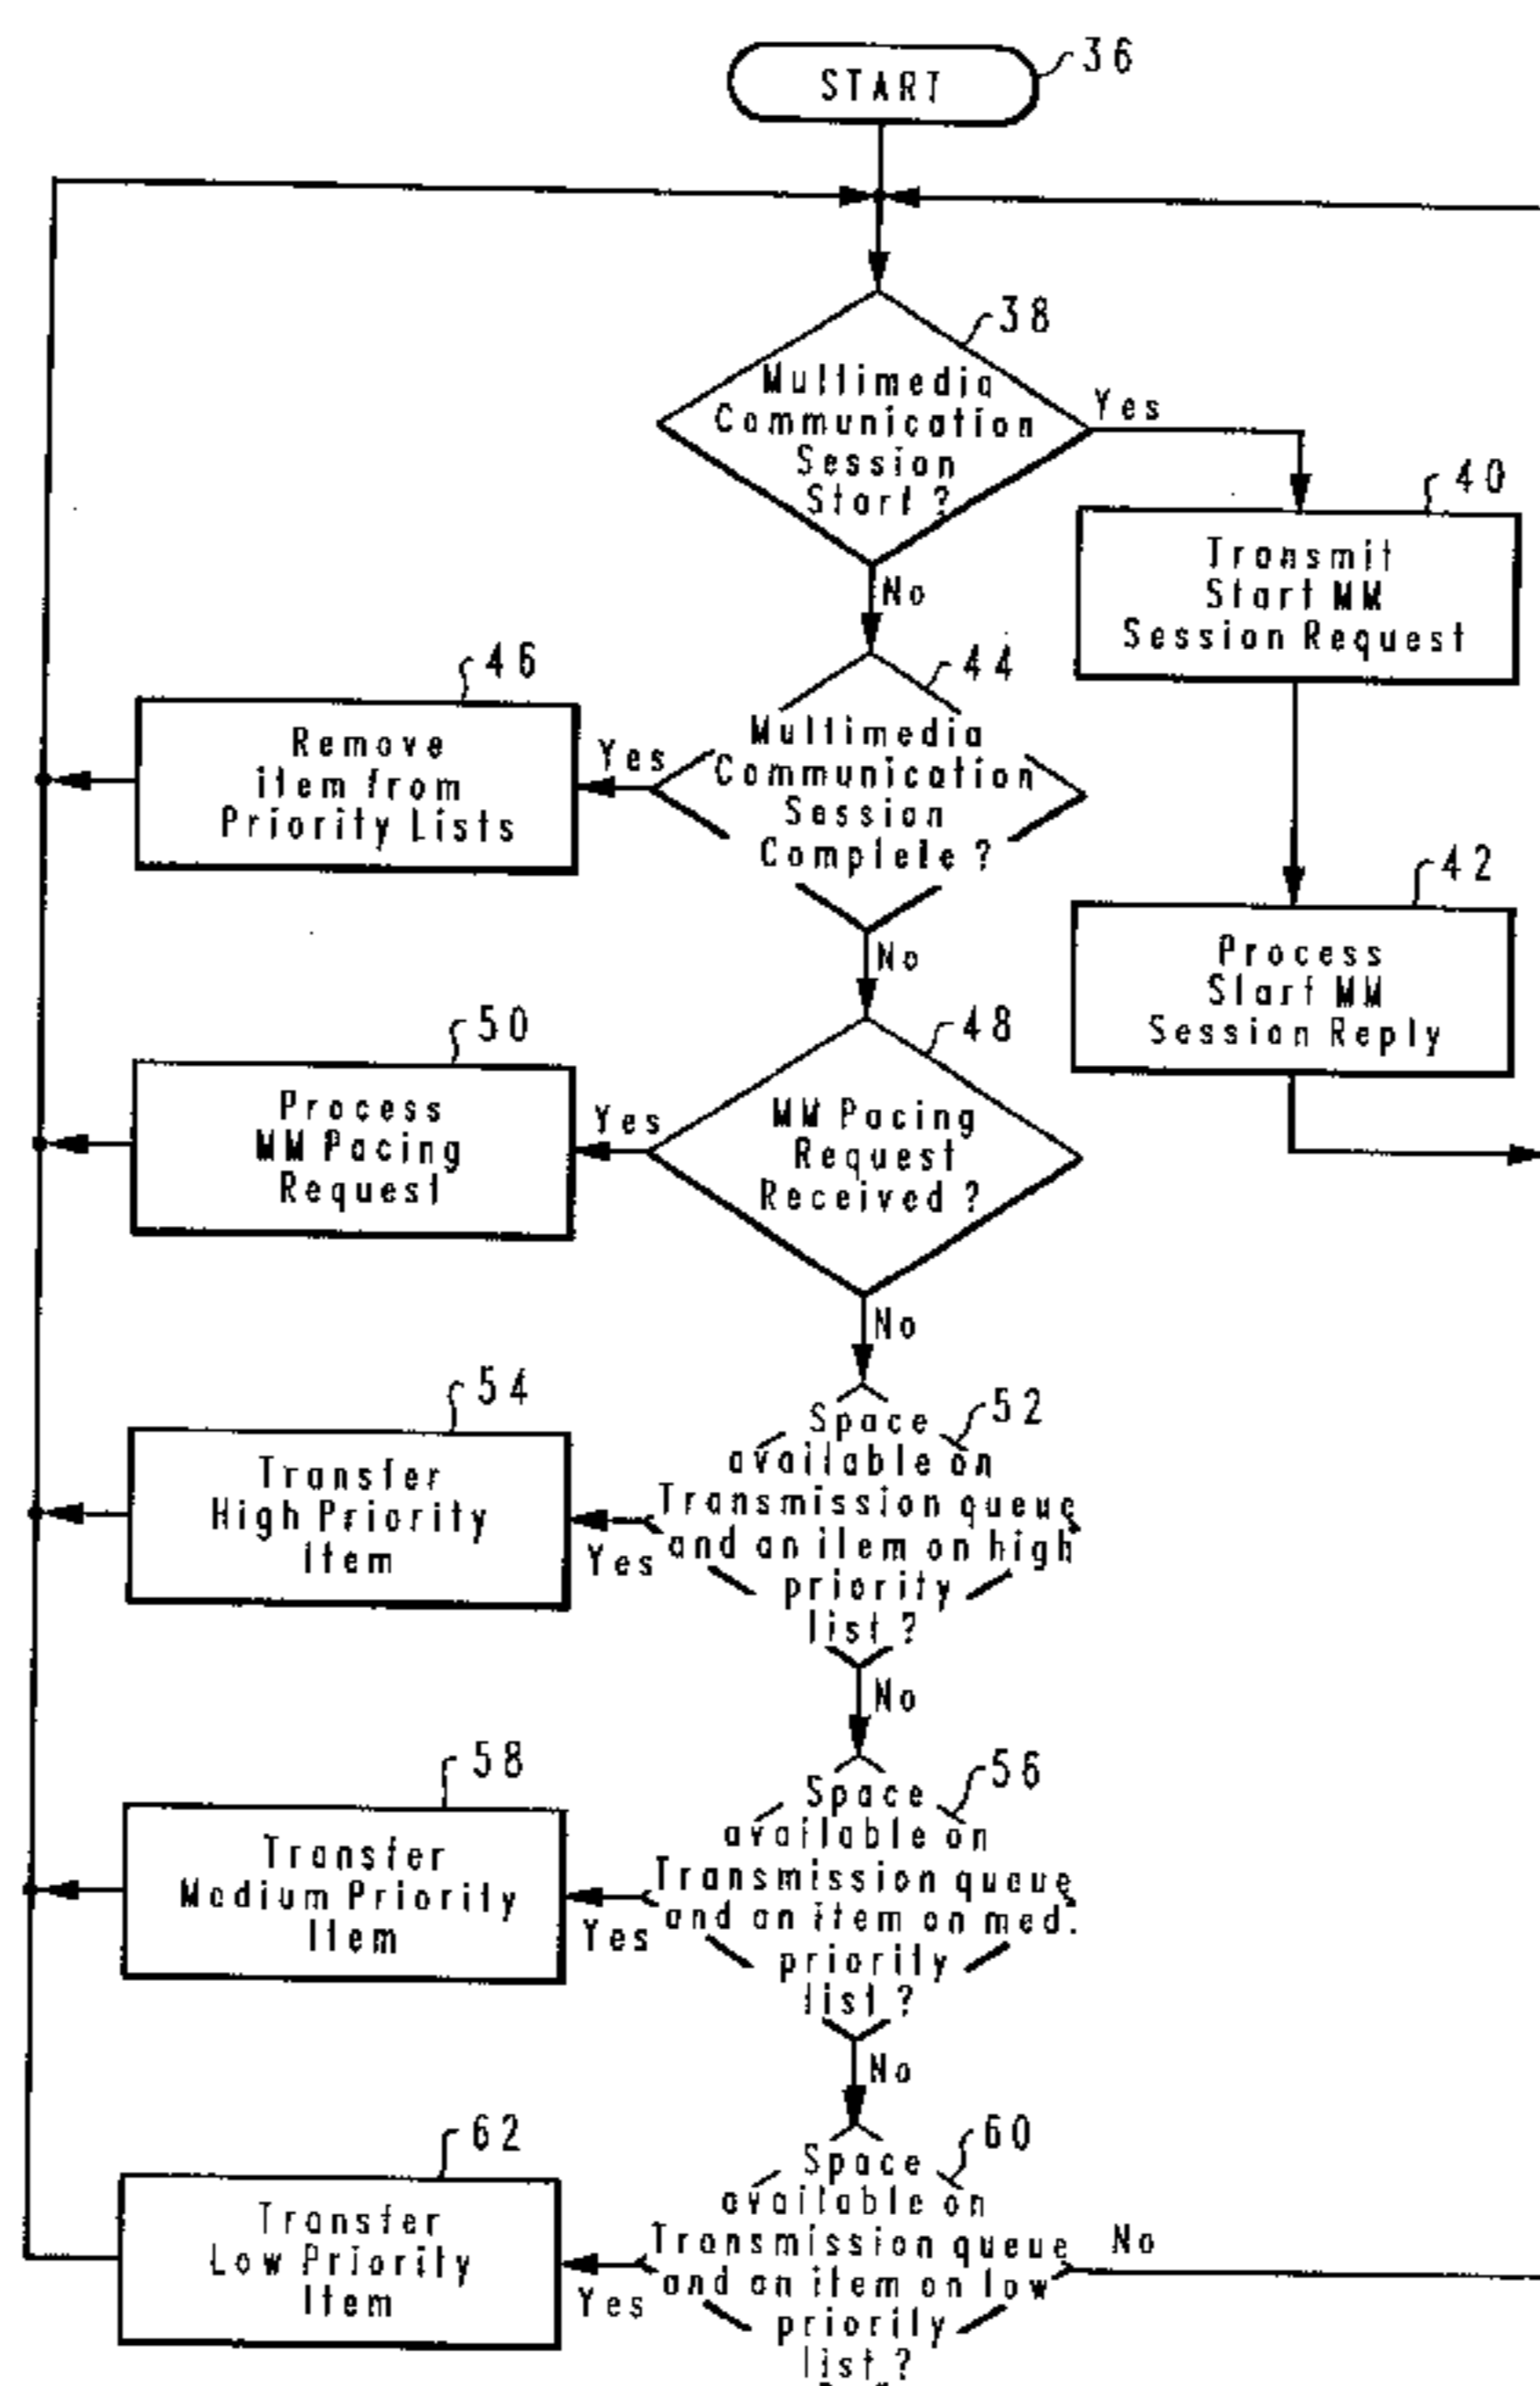 START
36
38
Multimedia
Communication
Session
Start ?
Yes
No
40
Transmit
Start MM
Session Request
46
Remove
item from
Priority Lists
Yes
44
Multimedia
Communication
Session
Complete ?
No
42
Process
Start MM
Session Reply
50
Process
MM Pacing
Request
Yes
48
MM Pacing
Request
Received ?
No
54
Transfer
High Priority
Item
Yes
52
Space
available on
Transmission queue
and an item on high
priority
list ?
No
58
Transfer
Medium Priority
Item
Yes
56
Space
available on
Transmission queue
and an item on med.
priority
list ?
No
62
Transfer
Low Priority
Item
Yes
60
Space
available on
Transmission queue
and an item on low
priority
list ?
No